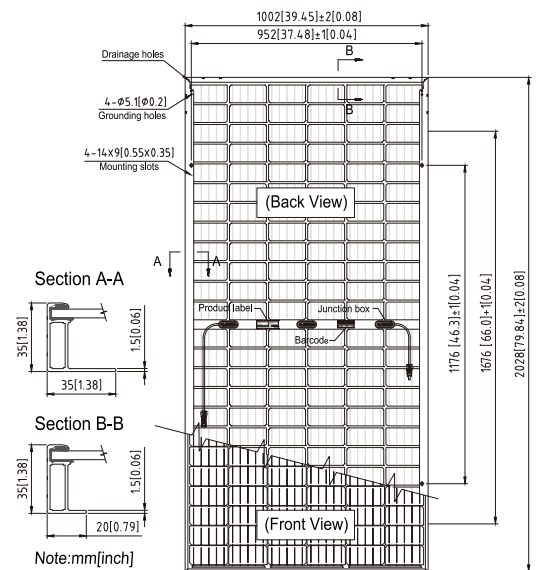 1002[39.45]±2[0.08]
952[37.48]±1[0.04]
Drainage holes
B
B
4-Φ5.1[Φ0.2]
Grounding holes
4-14x9[0.55x0.35]
Mounting slots
(Back View)
A
A
Section A-A
35[1.38]
1.5[0.06]
35[1.38]
Product label
Junction box
Barcode
1176 [46.3]±1[0.04]
1676 [66.0]+1[0.04]
2028[79.84]±2[0.08]
Section B-B
35[1.38]
1.5[0.06]
20[0.79]
(Front View)
Note:mm[inch]